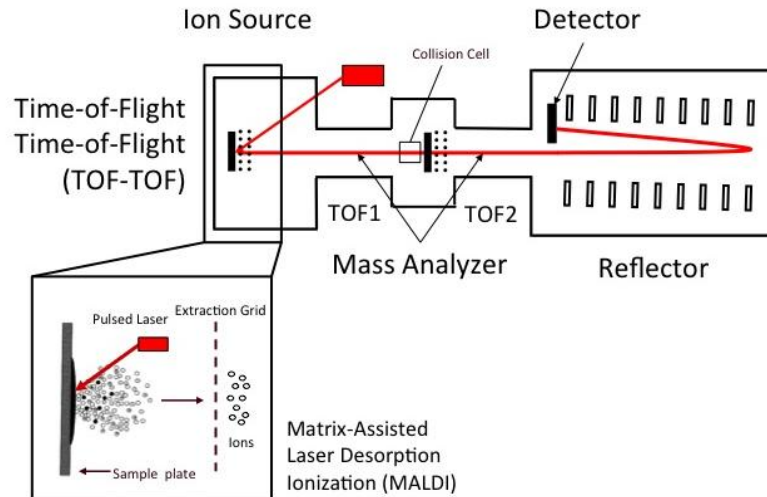 Ion Source
Detector
Collision Cell
Time-of-Flight
Time-of-Flight
(TOF-TOF)
TOF1
TOF2
Mass Analyzer
Reflector
Extraction Grid
Pulsed Laser
Ions
Sample plate
Matrix-Assisted
Laser Desorption
Ionization (MALDI)